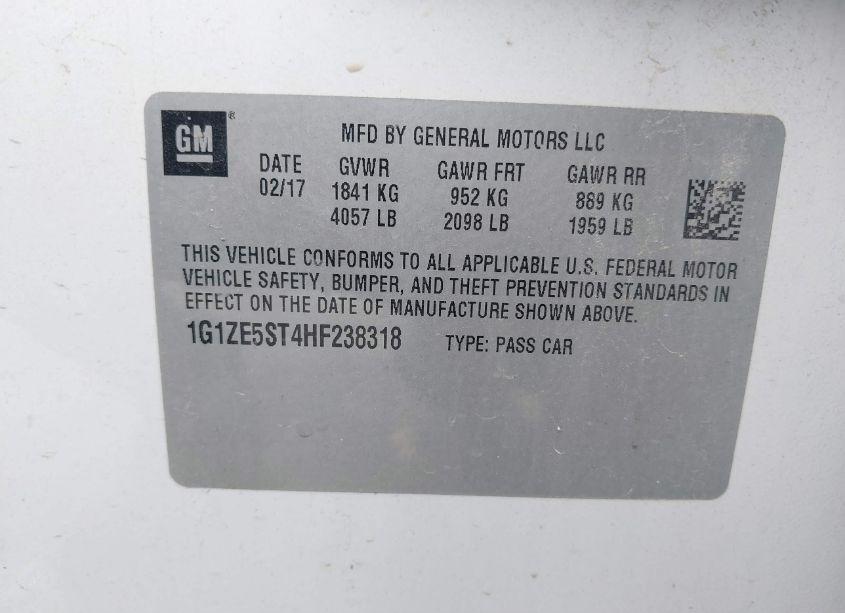 GM®
MFD BY GENERAL MOTORS LLC
DATE GVWR GAWR FRT GAWR RR
02/17 1841 KG 952 KG 889 KG
4057 LB 2098 LB 1959 LB
THIS VEHICLE CONFORMS TO ALL APPLICABLE U.S. FEDERAL MOTOR
VEHICLE SAFETY, BUMPER, AND THEFT PREVENTION STANDARDS IN
EFFECT ON THE DATE OF MANUFACTURE SHOWN ABOVE.
1G1ZE5ST4HF238318 TYPE: PASS CAR